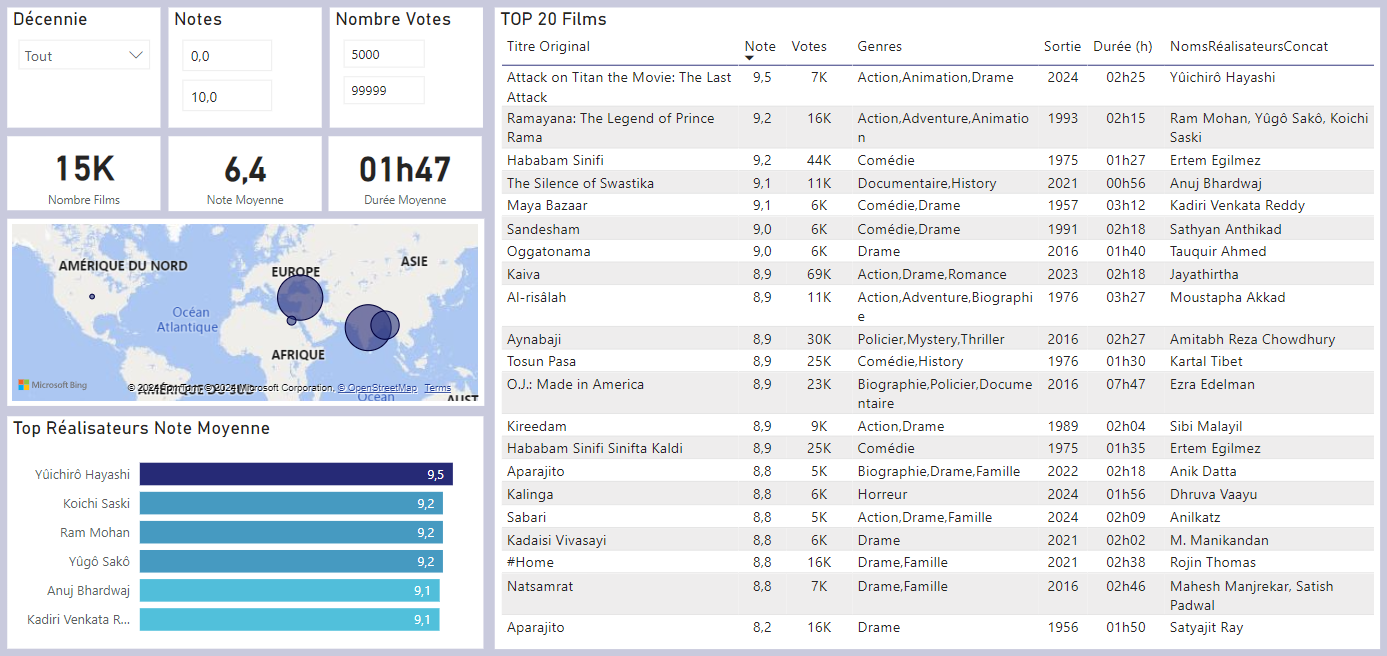 Décennie
Tout
Notes
0,0
10,0
Nombre Votes
5000
99999
15K
Nombre Films
6,4
Note Moyenne
01h47
Durée Moyenne
AMÉRIQUE DU NORD
EUROPE
ASIE
Océan
Atlantique
AFRIQUE
Microsoft Bing
© 2024 TomTom, © 2024 Microsoft Corporation, © OpenStreetMap Terms
AMÉRIQUE DU SUD
Océan
AUST
Top Réalisateurs Note Moyenne
Yûichirô Hayashi 9,5
Koichi Saski 9,2
Ram Mohan 9,2
Yûgô Sakô 9,2
Anuj Bhardwaj 9,1
Kadiri Venkata R... 9,1
TOP 20 Films
Titre Original Note Votes Genres Sortie Durée (h) NomsRéalisateursConcat
Attack on Titan the Movie: The Last 9,5 7K Action,Animation,Drame 2024 02h25 Yûichirô Hayashi
Attack
Ramayana: The Legend of Prince 9,2 16K Action,Adventure,Animatio 1993 02h15 Ram Mohan, Yûgô Sakô, Koichi
Rama n Saski
Hababam Sinifi 9,2 44K Comédie 1975 01h27 Ertem Egilmez
The Silence of Swastika 9,1 11K Documentaire,History 2021 00h56 Anuj Bhardwaj
Maya Bazaar 9,1 6K Comédie,Drame 1957 03h12 Kadiri Venkata Reddy
Sandesham 9,0 6K Comédie,Drame 1991 02h18 Sathyan Anthikad
Oggatonama 9,0 6K Drame 2016 01h40 Tauquir Ahmed
Kaiva 8,9 69K Action,Drame,Romance 2023 02h18 Jayathirtha
Al-risâlah 8,9 11K Action,Adventure,Biographi 1976 03h27 Moustapha Akkad
e
Aynabaji 8,9 30K Policier,Mystery,Thriller 2016 02h27 Amitabh Reza Chowdhury
Tosun Pasa 8,9 25K Comédie,History 1976 01h30 Kartal Tibet
O.J.: Made in America 8,9 23K Biographie,Policier,Docume 2016 07h47 Ezra Edelman
ntaire
Kireedam 8,9 9K Action,Drame 1989 02h04 Sibi Malayil
Hababam Sinifi Sinifta Kaldi 8,9 25K Comédie 1975 01h35 Ertem Egilmez
Aparajito 8,8 5K Biographie,Drame,Famille 2022 02h18 Anik Datta
Kalinga 8,8 6K Horreur 2024 01h56 Dhruva Vaayu
Sabari 8,8 5K Action,Drame,Famille 2024 02h09 Anilkatz
Kadaisi Vivasayi 8,8 6K Drame 2021 02h02 M. Manikandan
#Home 8,8 16K Drame,Famille 2021 02h38 Rojin Thomas
Natsamrat 8,8 7K Drame,Famille 2016 02h46 Mahesh Manjrekar, Satish
Padwal
Aparajito 8,2 16K Drame 1956 01h50 Satyajit Ray